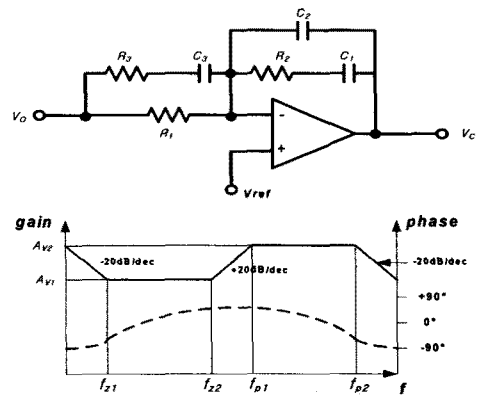 C2
R3
C3
R2
C1
Vo
R1
-
+
Vc
Vref
gain
phase
AV2
-20dB/dec
+20dB/dec
-20dB/dec
AV1
+90°
0°
-90°
fz1
fz2
fp1
fp2
f